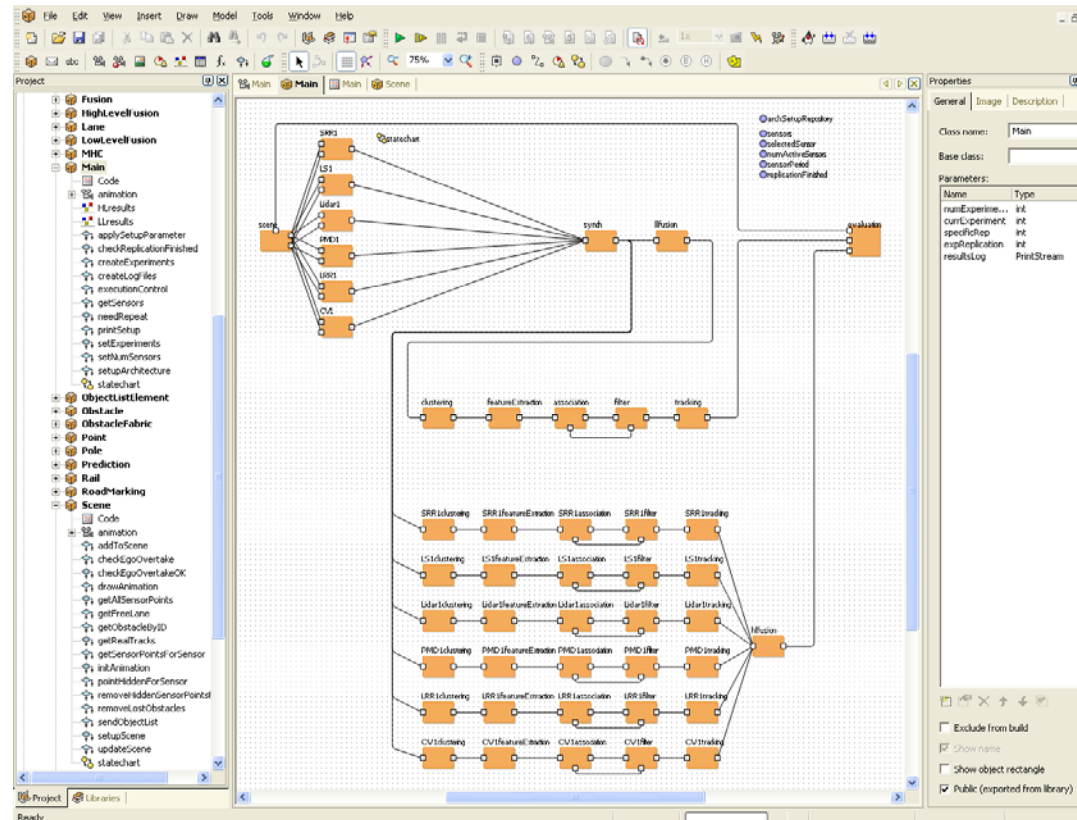 File Edit View Insert Draw Model Tools Window Help
75%
Project
Main Main Main Scene
Properties
Fusion
HighLevelFusion
Lane
LowLevelFusion
MHC
Main
Code
animation
HLresults
LLresults
applySetupParameter
checkReplicationFinished
createExperiments
createLogFiles
executionControl
getSensors
needRepeat
printSetup
setExperiments
setNumSensors
setupArchitecture
statechart
ObjectListElement
Obstacle
ObstacleFabric
Point
Pole
Prediction
Rail
RoadMarking
Scene
Code
animation
addToScene
checkEgoOvertake
checkEgoOvertakeOK
drawAnimation
getAllSensorPoints
getFreeLane
getObstacleByID
getRealTracks
getSensorPointsForSensor
initAnimation
pointHiddenForSensor
removeHiddenSensorPointsF
removeLostObstacles
sendObjectList
setupScene
updateScene
statechart
Project Libraries
Ready
SRR1
statechart
LS1
Lidar1
scene
PMD1
LRR1
CV1
synch llfusion
evaluation
archSetupRepository
sensors
selectedSensor
numActiveSensors
sensorPeriod
replicationFinished
clustering featureExtraction association filter tracking
SRR1clustering SRR1featureExtraction SRR1association SRR1filter SRR1tracking
LS1clustering LS1featureExtraction LS1association LS1filter LS1tracking
Lidar1clustering Lidar1featureExtraction Lidar1association Lidar1filter Lidar1tracking
hlfusion
PMD1clustering PMD1featureExtraction PMD1association PMD1filter PMD1tracking
LRR1clustering LRR1featureExtraction LRR1association LRR1filter LRR1tracking
CV1clustering CV1featureExtraction CV1association CV1filter CV1tracking
General Image Description
Class name: Main
Base class:
Parameters:
Name Type
numExperime... int
currExperiment int
specificRep int
expReplication int
resultsLog PrintStream
Exclude from build
Show name
Show object rectangle
Public (exported from library)